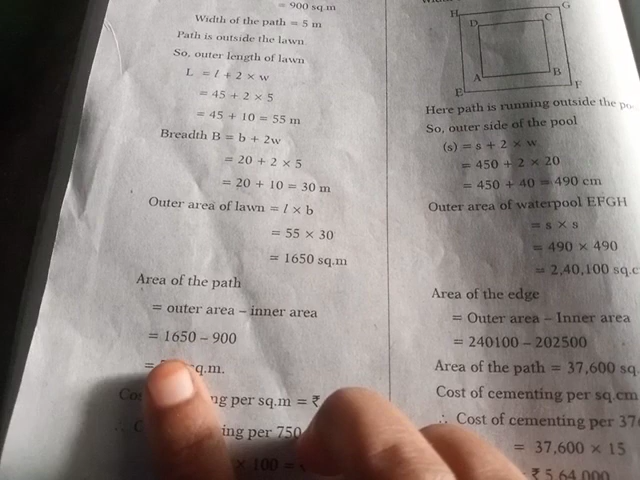 = 900 sq.m
Width of the path = 5 m
Path is outside the lawn.
So, outer length of lawn
L = l + 2 × w
= 45 + 2 × 5
= 45 + 10 = 55 m
Breadth B = b + 2w
= 20 + 2 × 5
= 20 + 10 = 30 m
Outer area of lawn = l × b
= 55 × 30
= 1650 sq.m
Area of the path
= outer area – inner area
= 1650 – 900
= sq.m.
ing per sq.m = ₹
ing per 750
× 100 =
H G
D C
A B
E F
Here path is running outside the
So, outer side of the pool
(s) = s + 2 × w
= 450 + 2 × 20
= 450 + 40 = 490 cm
Outer area of waterpool EFGH
= s × s
= 490 × 490
= 2,40,100 sq.c
Area of the edge
= Outer area – Inner area
= 240100 – 202500
Area of the path = 37,600 sq.
Cost of cementing per sq.cm
∴ Cost of cementing per 37
= 37,600 × 15
₹ 5,64,000